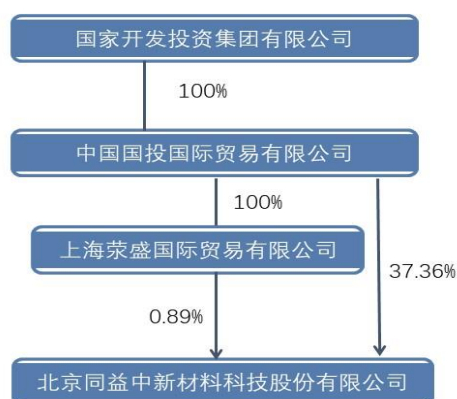 国家开发投资集团有限公司
100%
中国国投国际贸易有限公司
100%
上海荣盛国际贸易有限公司
37.36%
0.89%
北京同益中新材料科技股份有限公司